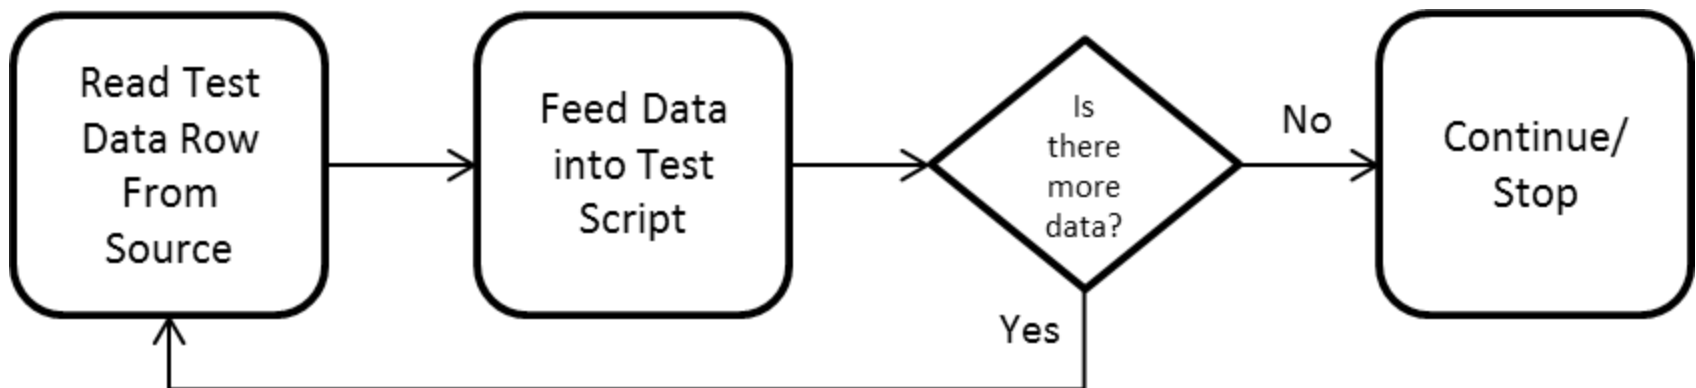 Read Test
Data Row
From
Source
Feed Data
into Test
Script
Is
there
more
data?
No
Yes
Continue/
Stop